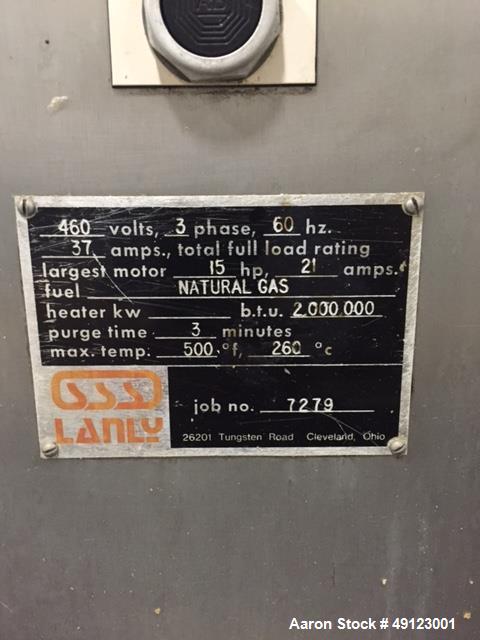 AB
460 volts, 3 phase, 60 hz.
37 amps., total full load rating
largest motor 15 hp, 21 amps.
fuel NATURAL GAS
heater kw b.t.u. 2,000,000
purge time 3 minutes
max. temp. 500 °f, 260 °c
LANLY
job no. 7279
26201 Tungsten Road Cleveland, Ohio
Aaron Stock # 49123001